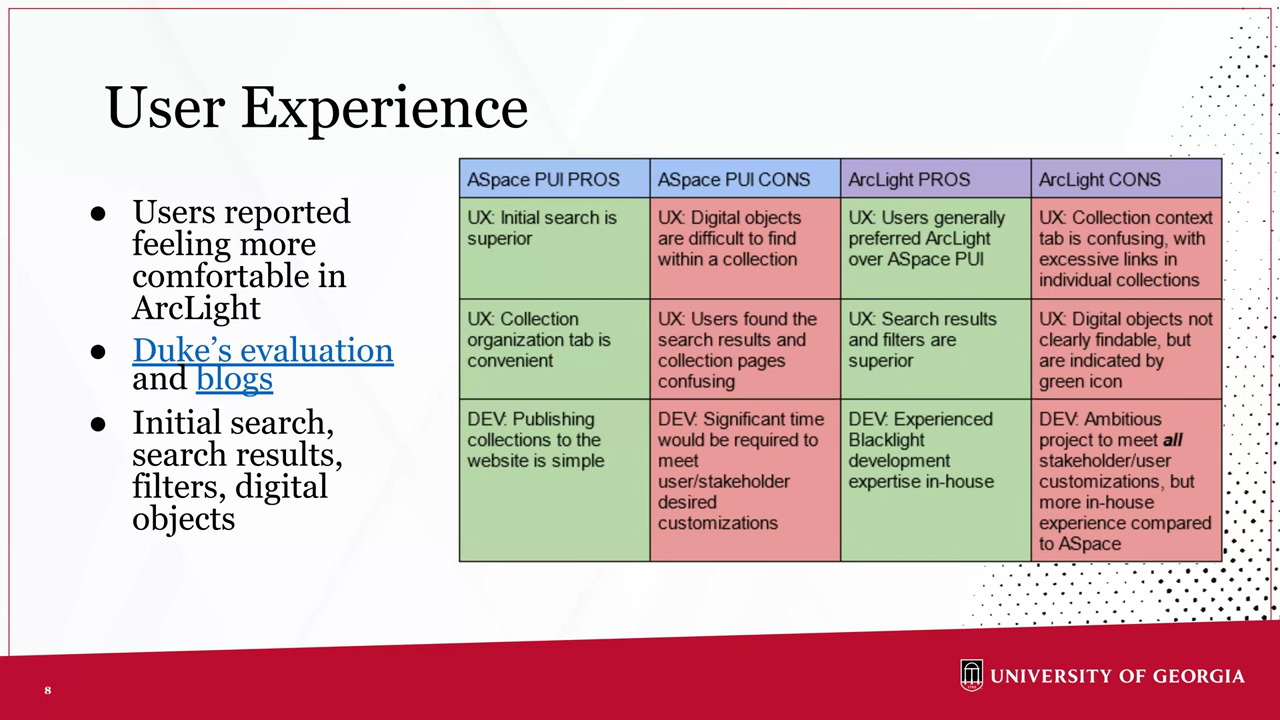 User Experience
● Users reported
feeling more
comfortable in
ArcLight
● Duke’s evaluation
and blogs
● Initial search,
search results,
filters, digital
objects
ASpace PUI PROS
ASpace PUI CONS
ArcLight PROS
ArcLight CONS
UX: Initial search is
superior
UX: Digital objects
are difficult to find
within a collection
UX: Users generally
preferred ArcLight
over ASpace PUI
UX: Collection context
tab is confusing, with
excessive links in
individual collections
UX: Collection
organization tab is
convenient
UX: Users found the
search results and
collection pages
confusing
UX: Search results
and filters are
superior
UX: Digital objects not
clearly findable, but
are indicated by
green icon
DEV: Publishing
collections to the
website is simple
DEV: Significant time
would be required to
meet
user/stakeholder
desired
customizations
DEV: Experienced
Blacklight
development
expertise in-house
DEV: Ambitious
project to meet all
stakeholder/user
customizations, but
more in-house
experience compared
to ASpace
8
UNIVERSITY OF GEORGIA